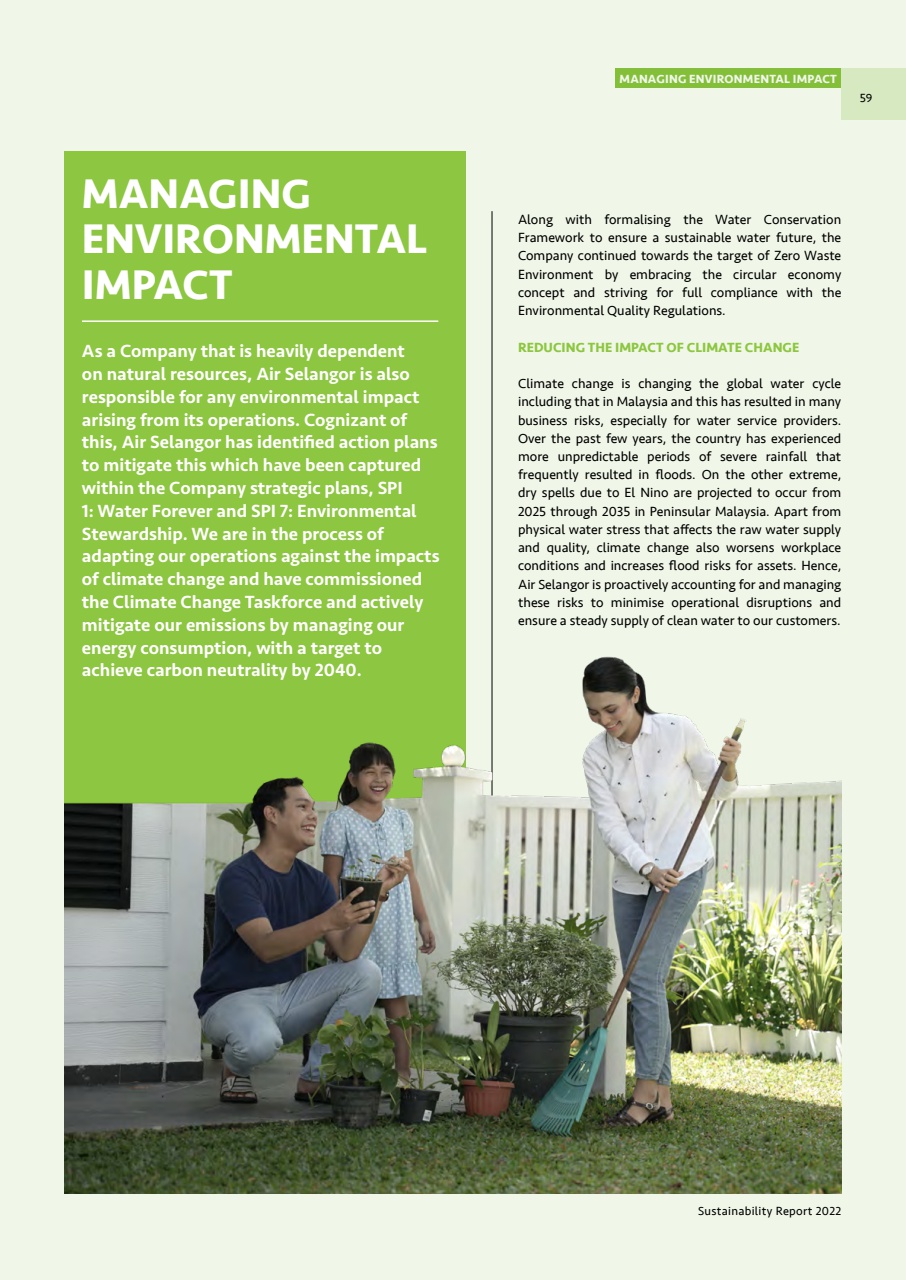 MANAGING ENVIRONMENTAL IMPACT
59
MANAGING
ENVIRONMENTAL
IMPACT
As a Company that is heavily dependent
on natural resources, Air Selangor is also
responsible for any environmental impact
arising from its operations. Cognizant of
this, Air Selangor has identified action plans
to mitigate this which have been captured
within the Company strategic plans, SPI
1: Water Forever and SPI 7: Environmental
Stewardship. We are in the process of
adapting our operations against the impacts
of climate change and have commissioned
the Climate Change Taskforce and actively
mitigate our emissions by managing our
energy consumption, with a target to
achieve carbon neutrality by 2040.
Along with formalising the Water Conservation
Framework to ensure a sustainable water future, the
Company continued towards the target of Zero Waste
Environment by embracing the circular economy
concept and striving for full compliance with the
Environmental Quality Regulations.
REDUCING THE IMPACT OF CLIMATE CHANGE
Climate change is changing the global water cycle
including that in Malaysia and this has resulted in many
business risks, especially for water service providers.
Over the past few years, the country has experienced
more unpredictable periods of severe rainfall that
frequently resulted in floods. On the other extreme,
dry spells due to El Nino are projected to occur from
2025 through 2035 in Peninsular Malaysia. Apart from
physical water stress that affects the raw water supply
and quality, climate change also worsens workplace
conditions and increases flood risks for assets. Hence,
Air Selangor is proactively accounting for and managing
these risks to minimise operational disruptions and
ensure a steady supply of clean water to our customers.
Sustainability Report 2022